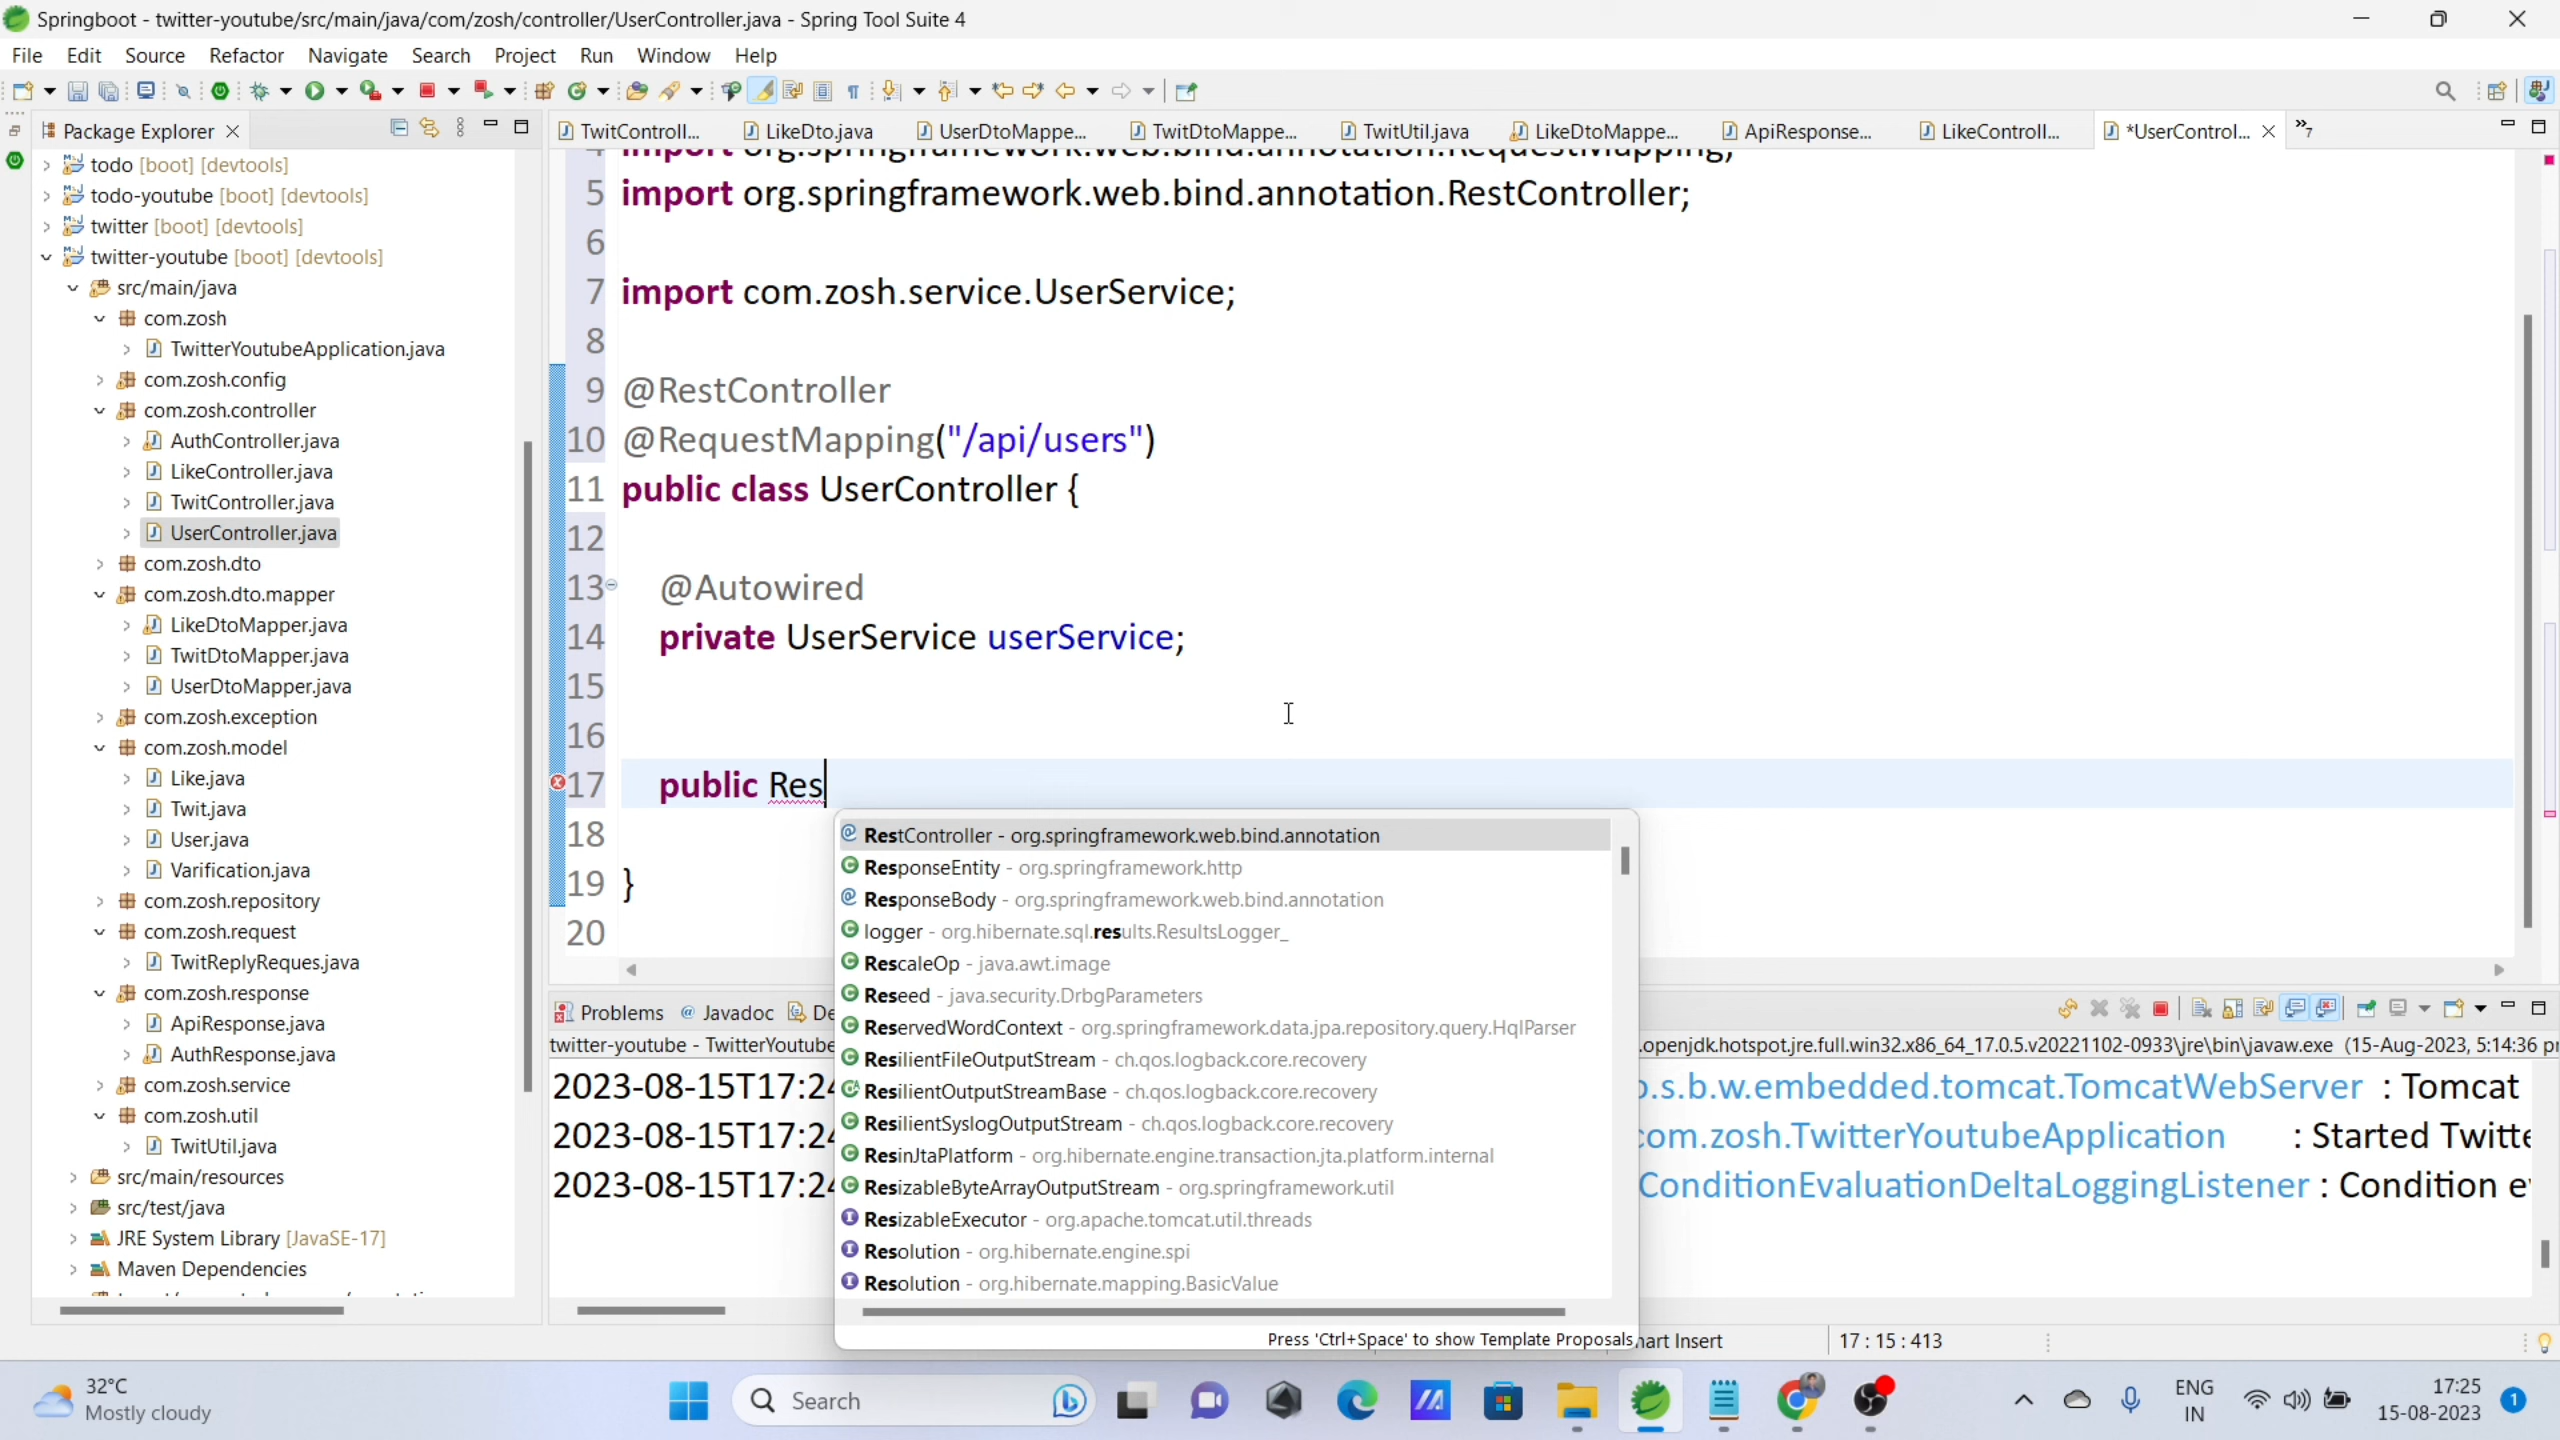 Springboot - twitter-youtube/src/main/java/com/zosh/controller/UserController.java - Spring Tool Suite 4
File Edit Source Refactor Navigate Search Project Run Window Help
Package Explorer
todo [boot] [devtools]
todo-youtube [boot] [devtools]
twitter [boot] [devtools]
twitter-youtube [boot] [devtools]
src/main/java
com.zosh
TwitterYoutubeApplication.java
com.zosh.config
com.zosh.controller
AuthController.java
LikeController.java
TwitController.java
UserController.java
com.zosh.dto
com.zosh.dto.mapper
LikeDtoMapper.java
TwitDtoMapper.java
UserDtoMapper.java
com.zosh.exception
com.zosh.model
Like.java
Twit.java
User.java
Varification.java
com.zosh.repository
com.zosh.request
TwitReplyReques.java
com.zosh.response
ApiResponse.java
AuthResponse.java
com.zosh.service
com.zosh.util
TwitUtil.java
src/main/resources
src/test/java
JRE System Library [JavaSE-17]
Maven Dependencies
TwitControll... LikeDto.java UserDtoMappe... TwitDtoMappe... TwitUtil.java LikeDtoMappe... ApiResponse... LikeControll... *UserControl... »7
4 import org.springframework.web.bind.annotation.RequestMapping;
5 import org.springframework.web.bind.annotation.RestController;
6
7 import com.zosh.service.UserService;
8
9 @RestController
10 @RequestMapping("/api/users")
11 public class UserController {
12
13 @Autowired
14 private UserService userService;
15
16
17 public Res
18
19 }
20
RestController - org.springframework.web.bind.annotation
ResponseEntity - org.springframework.http
ResponseBody - org.springframework.web.bind.annotation
logger - org.hibernate.sql.results.ResultsLogger_
RescaleOp - java.awt.image
Reseed - java.security.DrbgParameters
ReservedWordContext - org.springframework.data.jpa.repository.query.HqlParser
ResilientFileOutputStream - ch.qos.logback.core.recovery
ResilientOutputStreamBase - ch.qos.logback.core.recovery
ResilientSyslogOutputStream - ch.qos.logback.core.recovery
ResinJtaPlatform - org.hibernate.engine.transaction.jta.platform.internal
ResizableByteArrayOutputStream - org.springframework.util
ResizableExecutor - org.apache.tomcat.util.threads
Resolution - org.hibernate.engine.spi
Resolution - org.hibernate.mapping.BasicValue
Press 'Ctrl+Space' to show Template Proposals
Problems @ Javadoc De
twitter-youtube - TwitterYoutube .openjdk.hotspot.jre.full.win32.x86_64_17.0.5.v20221102-0933\jre\bin\javaw.exe (15-Aug-2023, 5:14:36 p
2023-08-15T17:24 .s.b.w.embedded.tomcat.TomcatWebServer : Tomcat
2023-08-15T17:24 com.zosh.TwitterYoutubeApplication : Started Twitte
2023-08-15T17:24 ConditionEvaluationDeltaLoggingListener : Condition e
art Insert 17 : 15 : 413
32°C
Mostly cloudy
Search
ENG
IN
17:25
15-08-2023
1